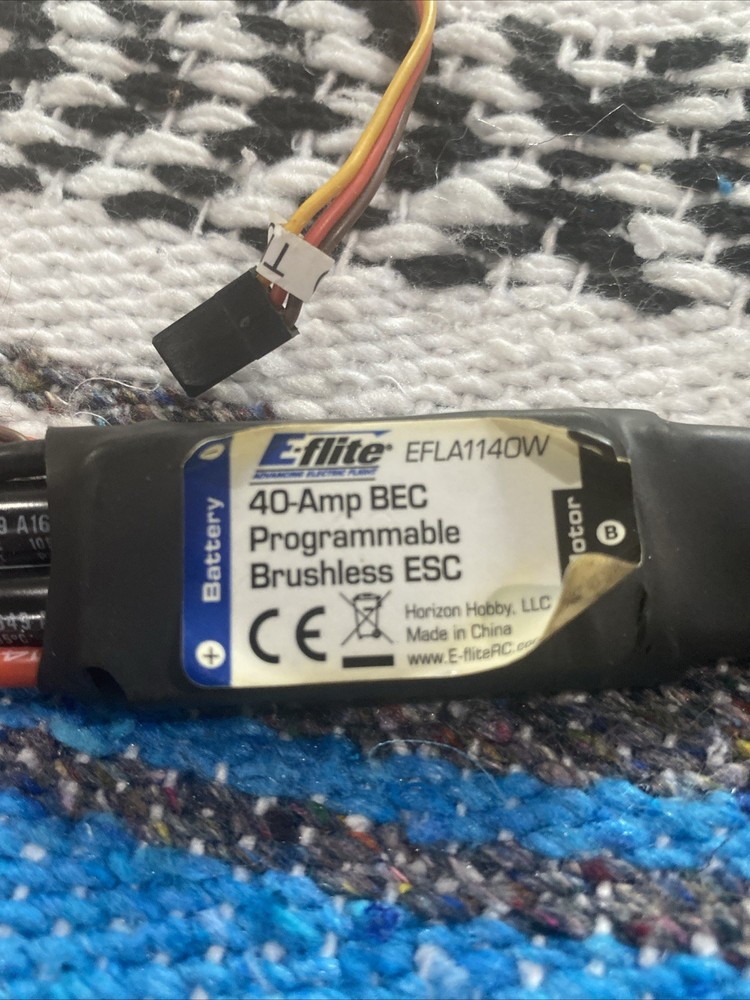 T
E-flite® EFLA1140W
ADVANCING ELECTRIC FLIGHT
40-Amp BEC
Programmable
Brushless ESC
Battery
-
+
CE
Horizon Hobby, LLC
Made in China
www.E-fliteRC.
otor
B
A16